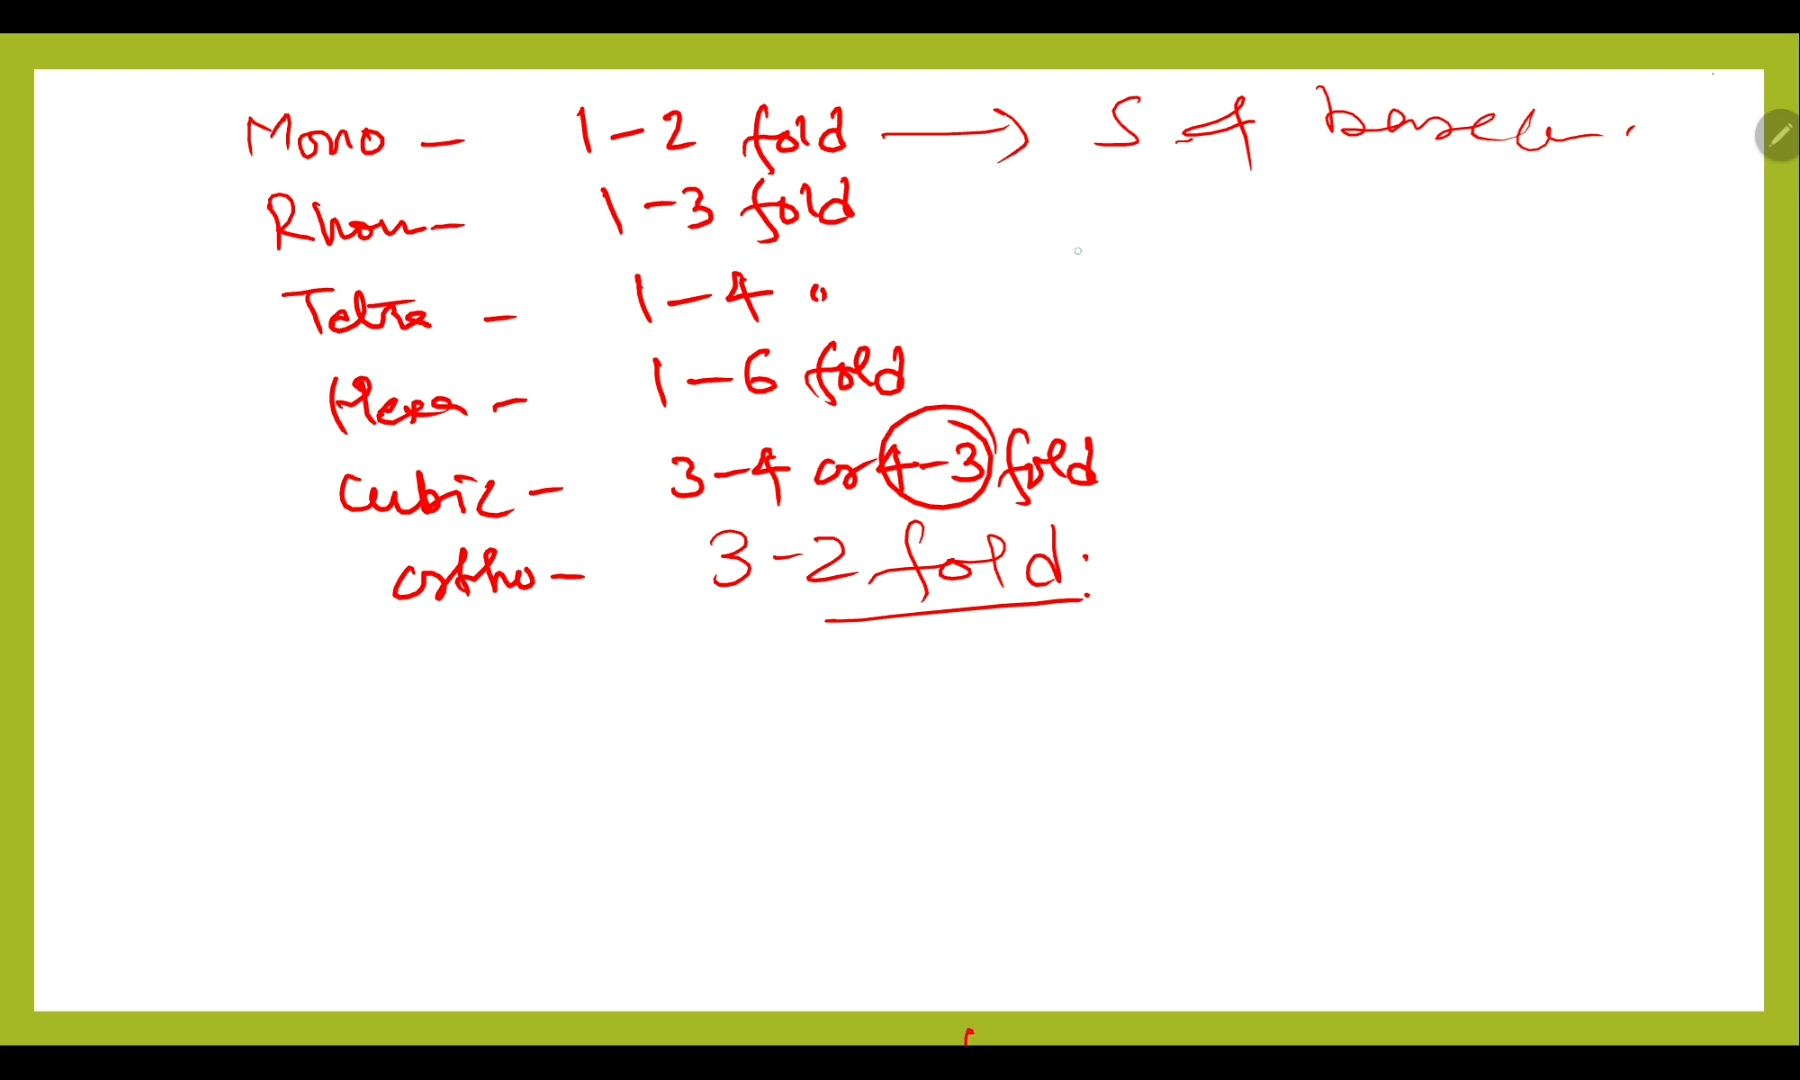 Mono - 1-2 fold → S
Rhom - 1-3 fold
Tetra - 1-4 "
Hexa - 1-6 fold
Cubic - 3-4 or 4-3 fold
Ortho - 3-2 fold.